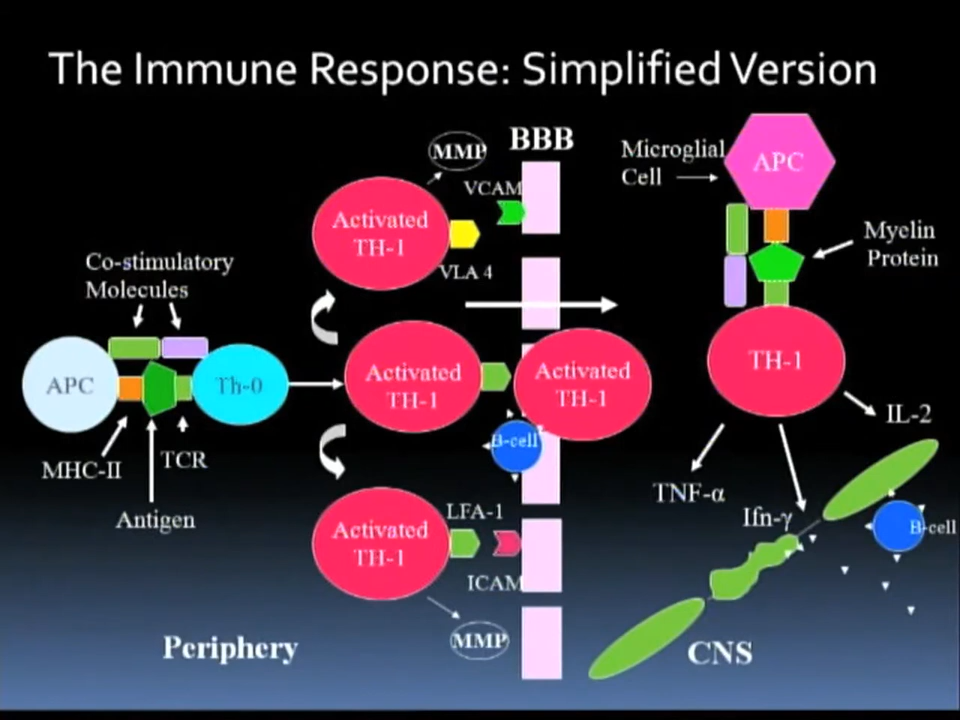 The Immune Response: Simplified Version
MMP
BBB
VCAM
Activated
TH-1
VLA 4
Microglial
Cell
APC
Myelin
Protein
Co-stimulatory
Molecules
APC
Th-0
MHC-II
TCR
Antigen
Activated
TH-1
Activated
TH-1
B-cell
TH-1
IL-2
TNF-α
Ifn-γ
B-cell
Activated
TH-1
LFA-1
ICAM
MMP
Periphery
CNS